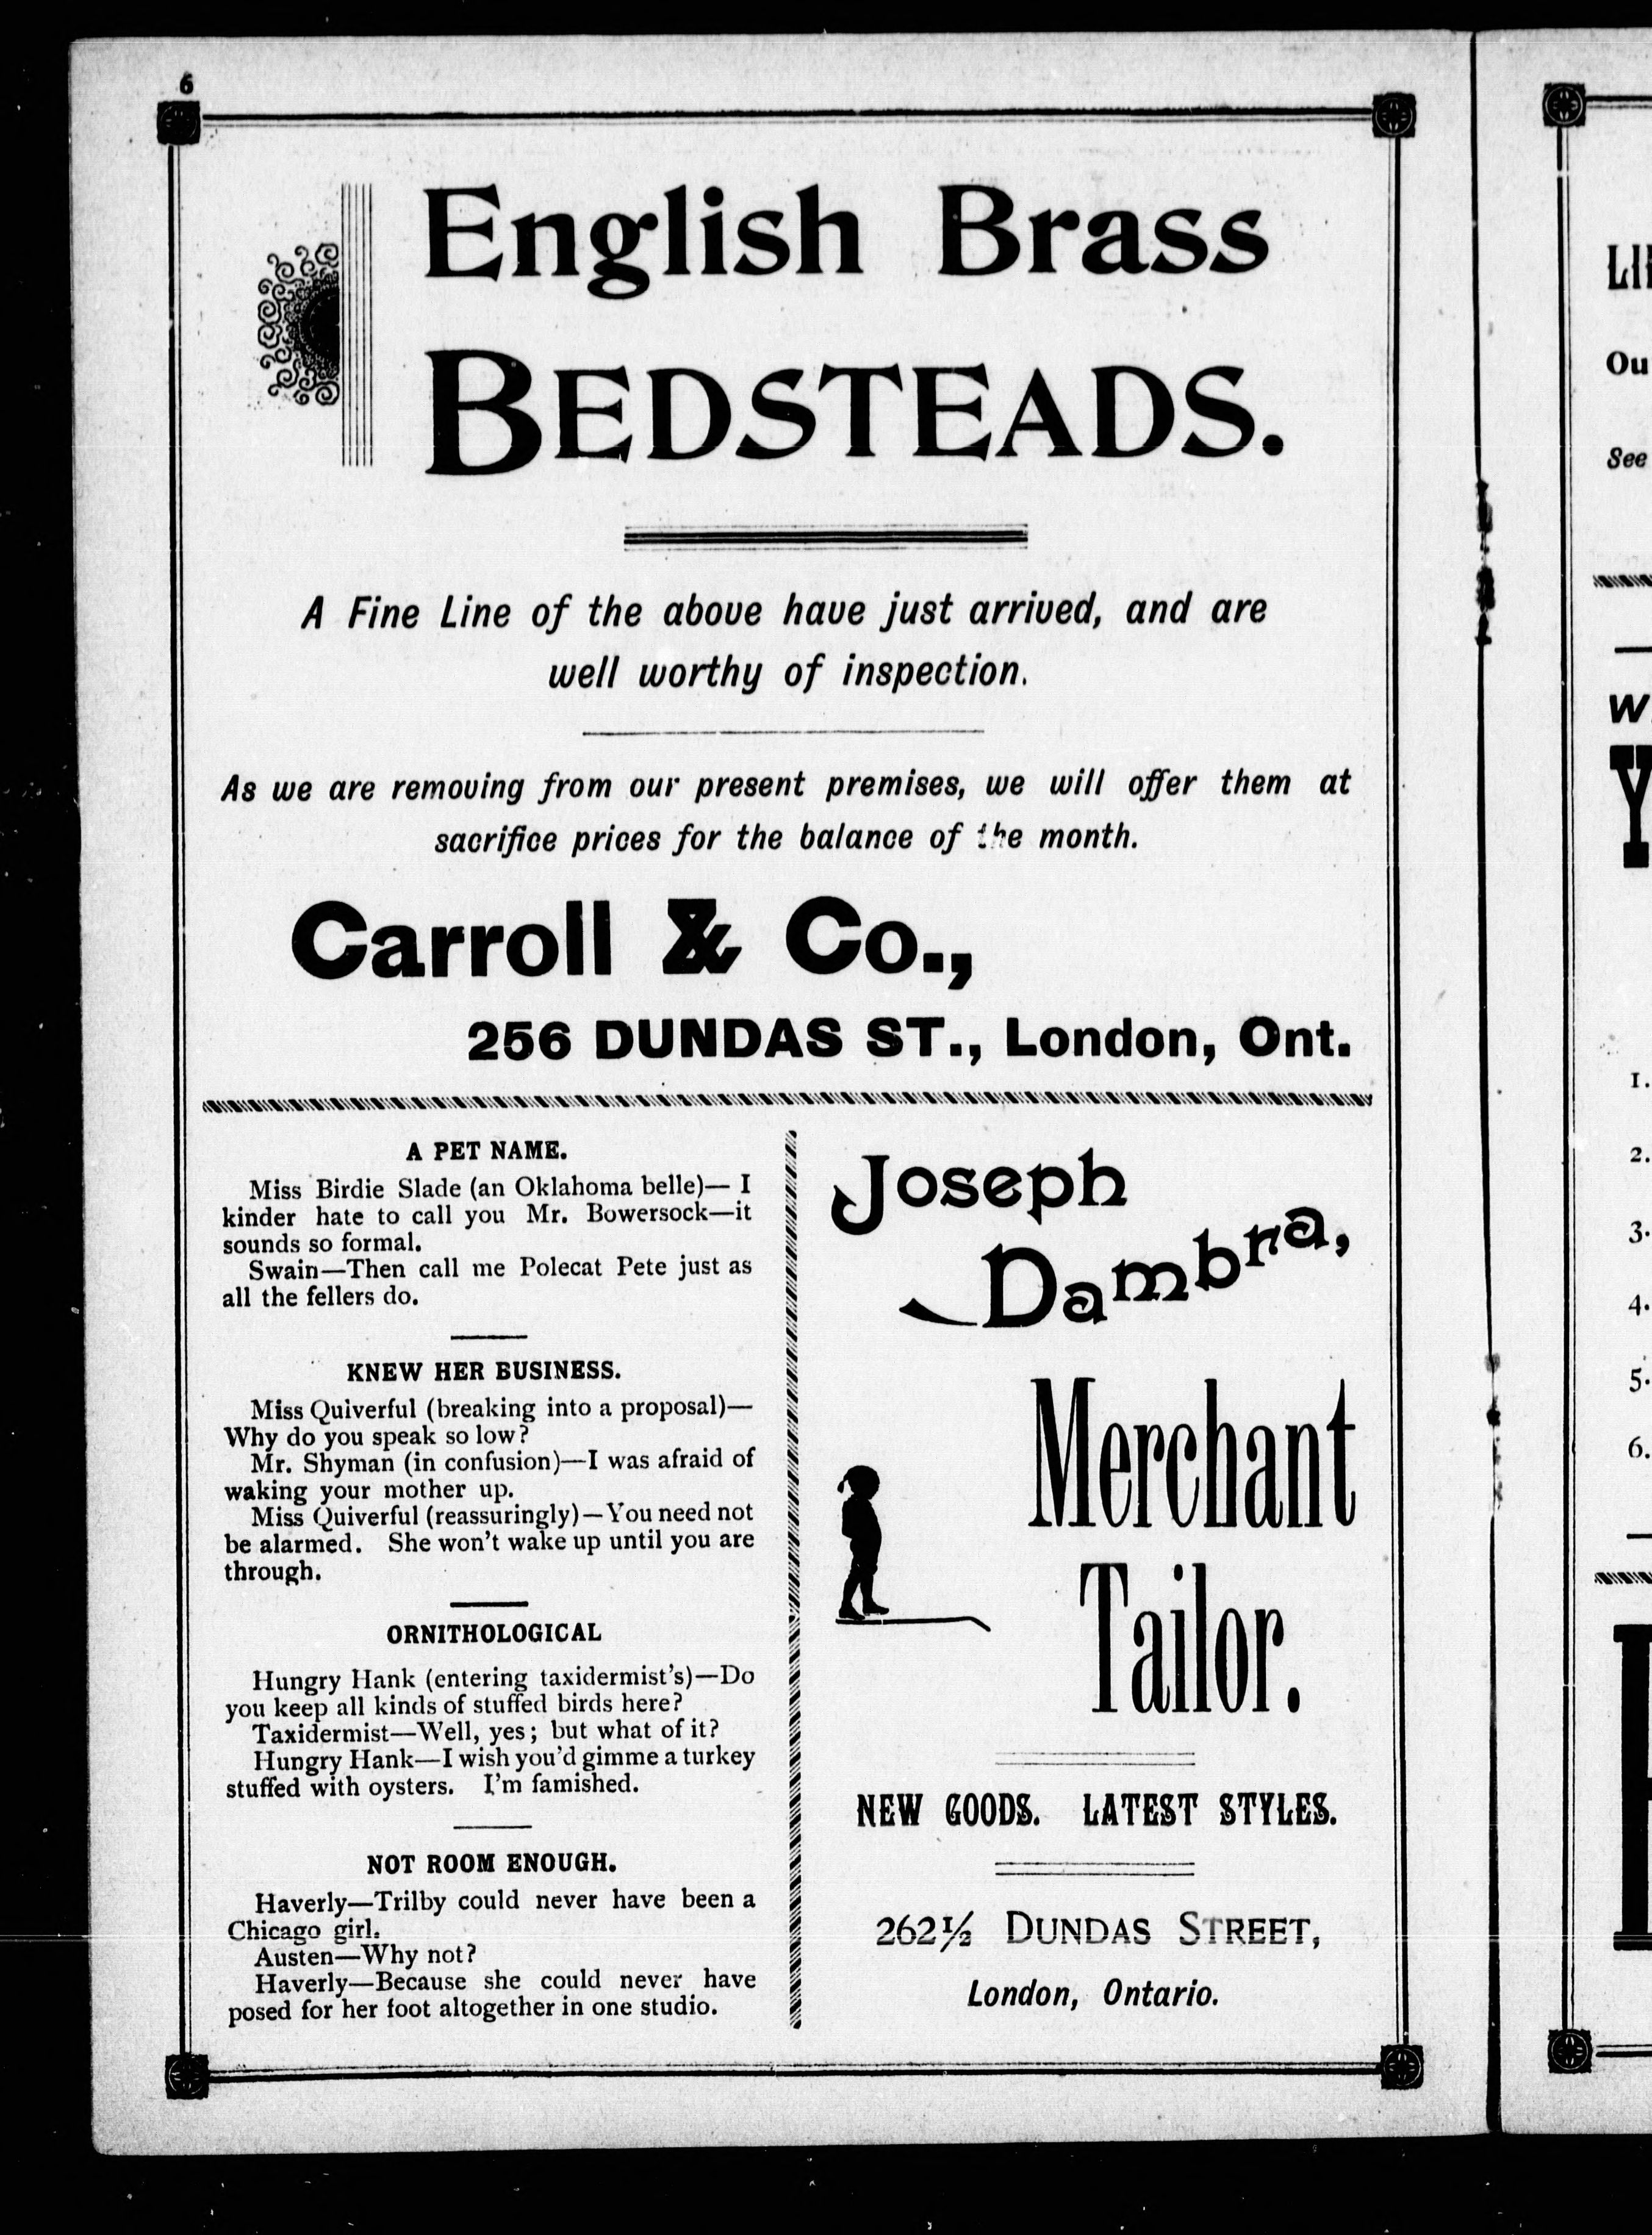 6
English Brass
BEDSTEADS.
A Fine Line of the above have just arrived, and are
well worthy of inspection.
As we are removing from our present premises, we will offer them at
sacrifice prices for the balance of the month.
Carroll & Co.,
256 DUNDAS ST., London, Ont.
A PET NAME.
Miss Birdie Slade (an Oklahoma belle)— I
kinder hate to call you Mr. Bowersock—it
sounds so formal.
Swain—Then call me Polecat Pete just as
all the fellers do.
KNEW HER BUSINESS.
Miss Quiverful (breaking into a proposal)—
Why do you speak so low?
Mr. Shyman (in confusion)—I was afraid of
waking your mother up.
Miss Quiverful (reassuringly)—You need not
be alarmed. She won't wake up until you are
through.
ORNITHOLOGICAL
Hungry Hank (entering taxidermist's)—Do
you keep all kinds of stuffed birds here?
Taxidermist—Well, yes; but what of it?
Hungry Hank—I wish you'd gimme a turkey
stuffed with oysters. I'm famished.
NOT ROOM ENOUGH.
Haverly—Trilby could never have been a
Chicago girl.
Austen—Why not?
Haverly—Because she could never have
posed for her foot altogether in one studio.
Joseph
Dambra,
Merchant
Tailor.
NEW GOODS. LATEST STYLES.
262½ DUNDAS STREET,
London, Ontario.
See
1.
2.
3.
4.
5.
6.